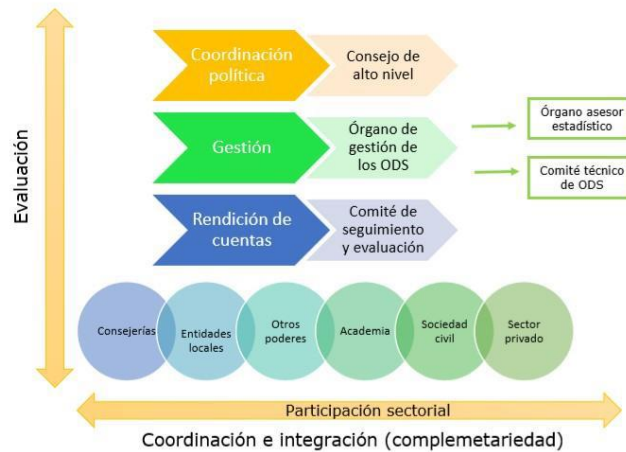 Evaluación
Coordinación
política
Consejo de
alto nivel
Gestión
Órgano de
gestión de
los ODS
Órgano asesor
estadístico
Comité técnico
de ODS
Rendición de
cuentas
Comité de
seguimiento
y evaluación
Consejerías
Entidades
locales
Otros
poderes
Academia
Sociedad
civil
Sector
privado
Participación sectorial
Coordinación e integración (complemetariedad)